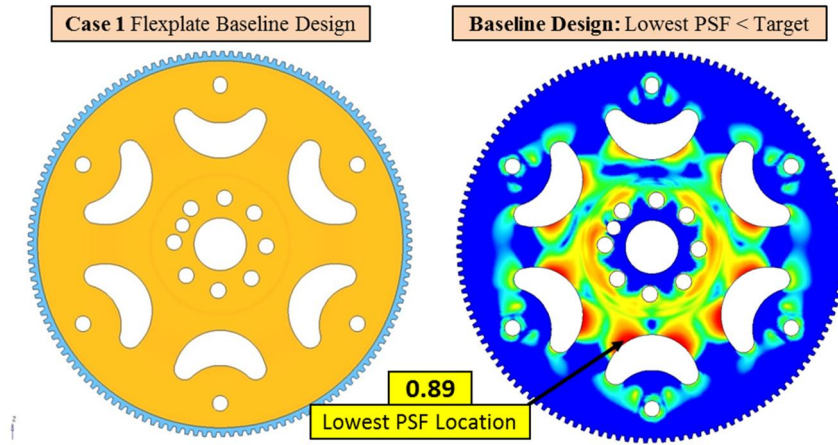 Case 1 Flexplate Baseline Design
Baseline Design: Lowest PSF < Target
0.89
Lowest PSF Location